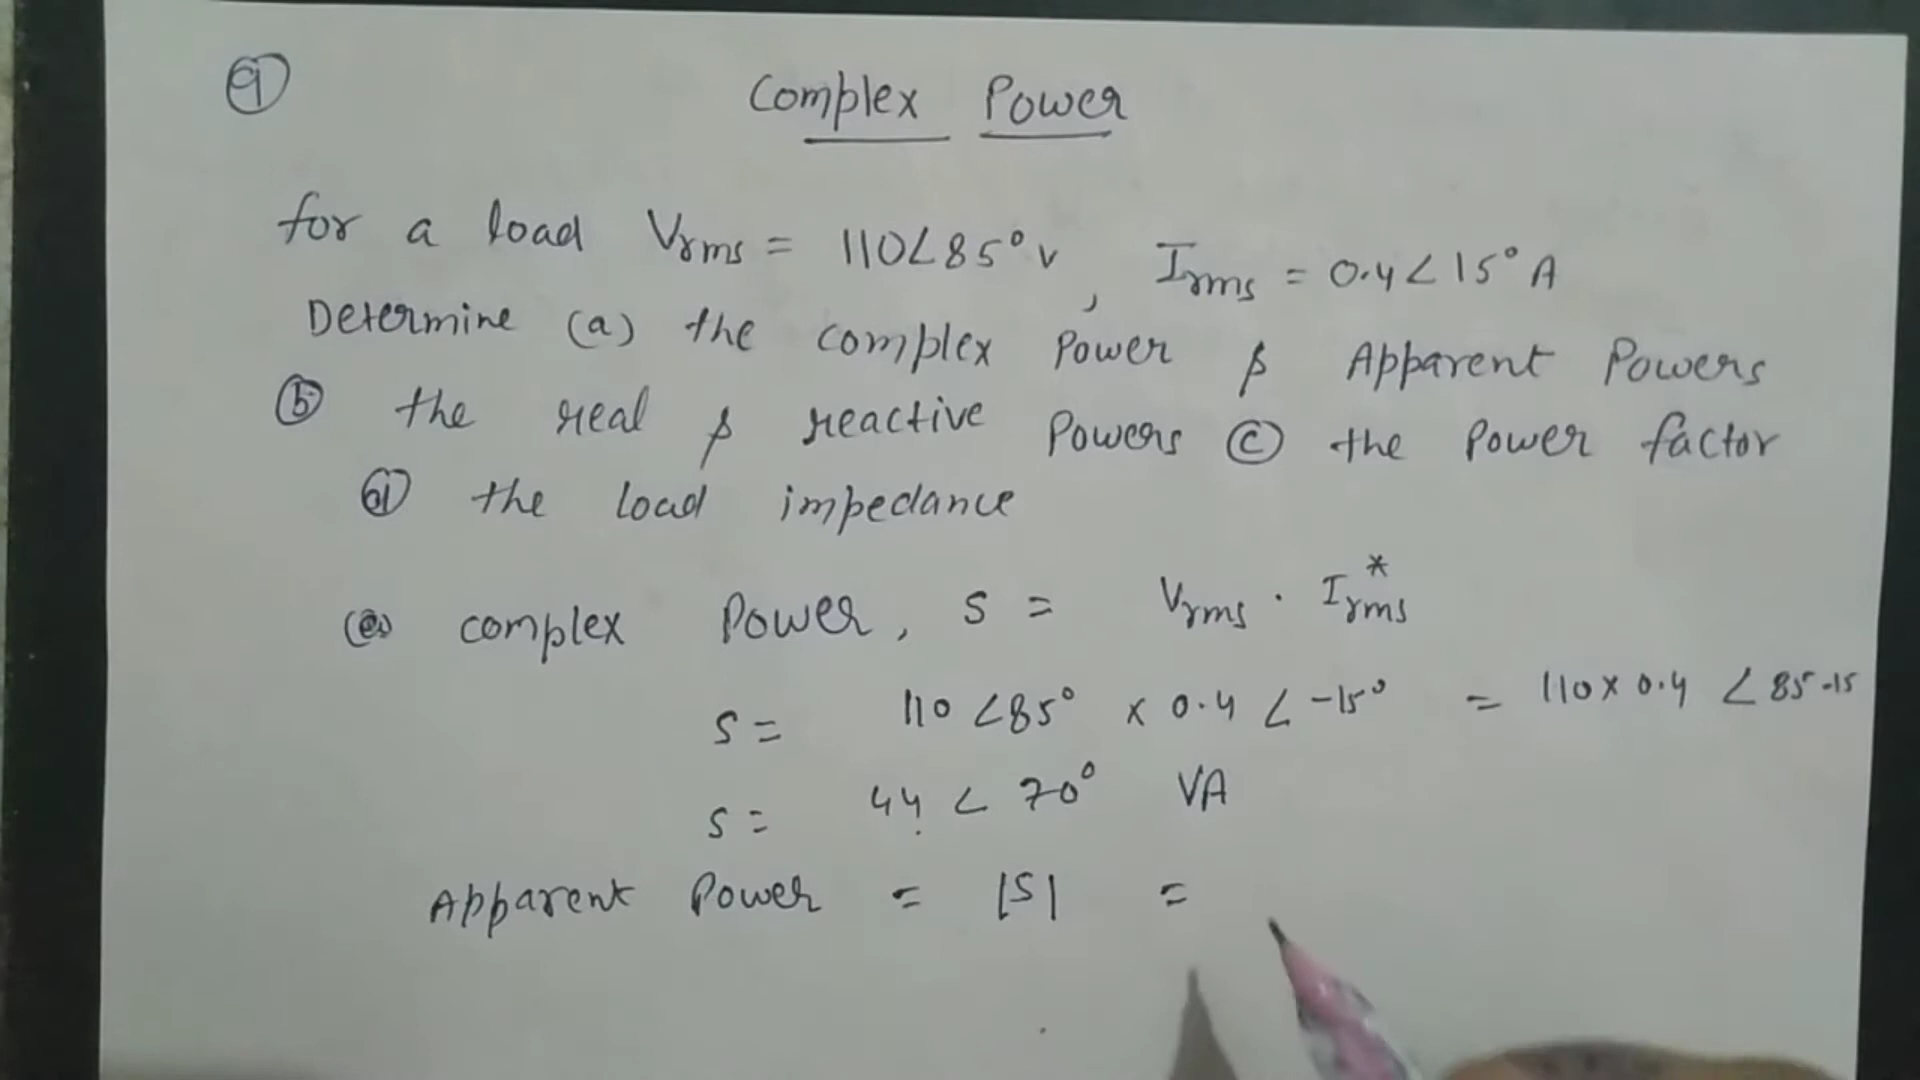 9
Complex Power
for a load Vrms = 110∠85° V, Irms = 0.4∠15° A
Determine (a) the complex Power & Apparent Powers
(b) the real & reactive Powers (c) the Power factor
(d) the load impedance
(a) complex Power, S = Vrms · Irms*
S = 110∠85° x 0.4∠-15° = 110 x 0.4 ∠85-15
S = 44∠70° VA
Apparent Power = |S| =